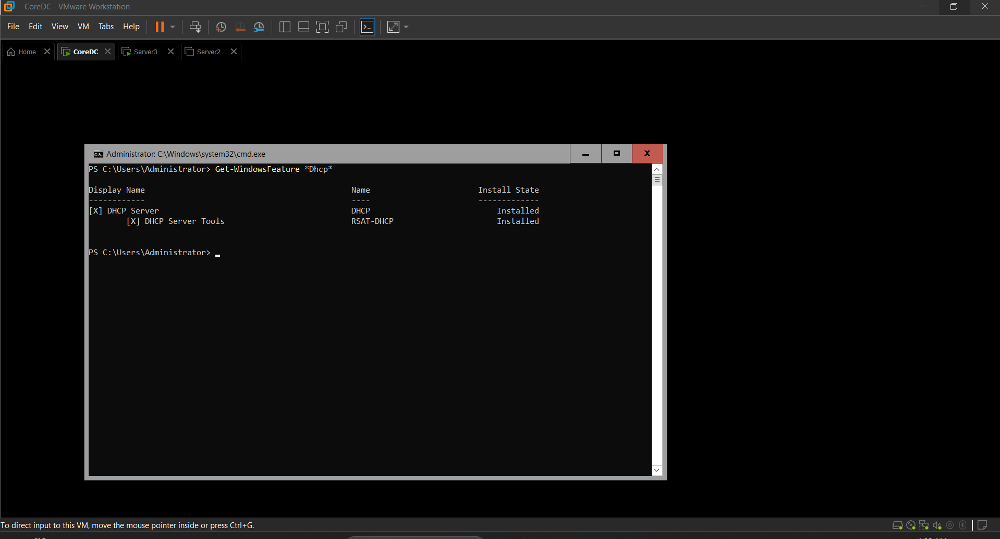 CoreDC - VMware Workstation
File Edit View VM Tabs Help
Home CoreDC Server3 Server2
Administrator: C:\Windows\system32\cmd.exe
PS C:\Users\Administrator> Get-WindowsFeature *Dhcp*
Display Name Name Install State
------------ ---- -------------
[X] DHCP Server DHCP Installed
[X] DHCP Server Tools RSAT-DHCP Installed
PS C:\Users\Administrator>
To direct input to this VM, move the mouse pointer inside or press Ctrl+G.